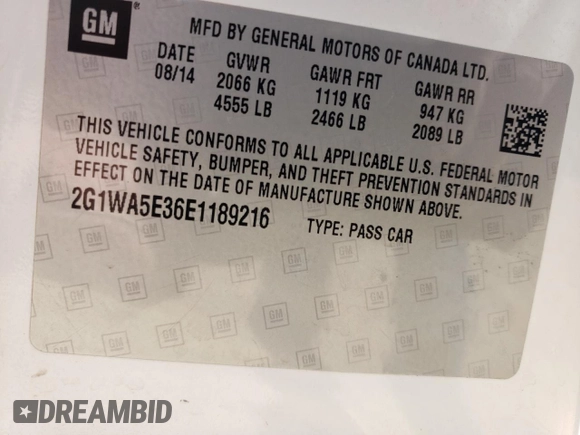 GM
MFD BY GENERAL MOTORS OF CANADA LTD.
DATE GVWR GAWR FRT GAWR RR
08/14 2066 KG 1119 KG 947 KG
4555 LB 2466 LB 2089 LB
THIS VEHICLE CONFORMS TO ALL APPLICABLE U.S. FEDERAL MOTOR
VEHICLE SAFETY, BUMPER, AND THEFT PREVENTION STANDARDS IN
EFFECT ON THE DATE OF MANUFACTURE SHOWN ABOVE.
2G1WA5E36E1189216 TYPE: PASS CAR
DREAMBID